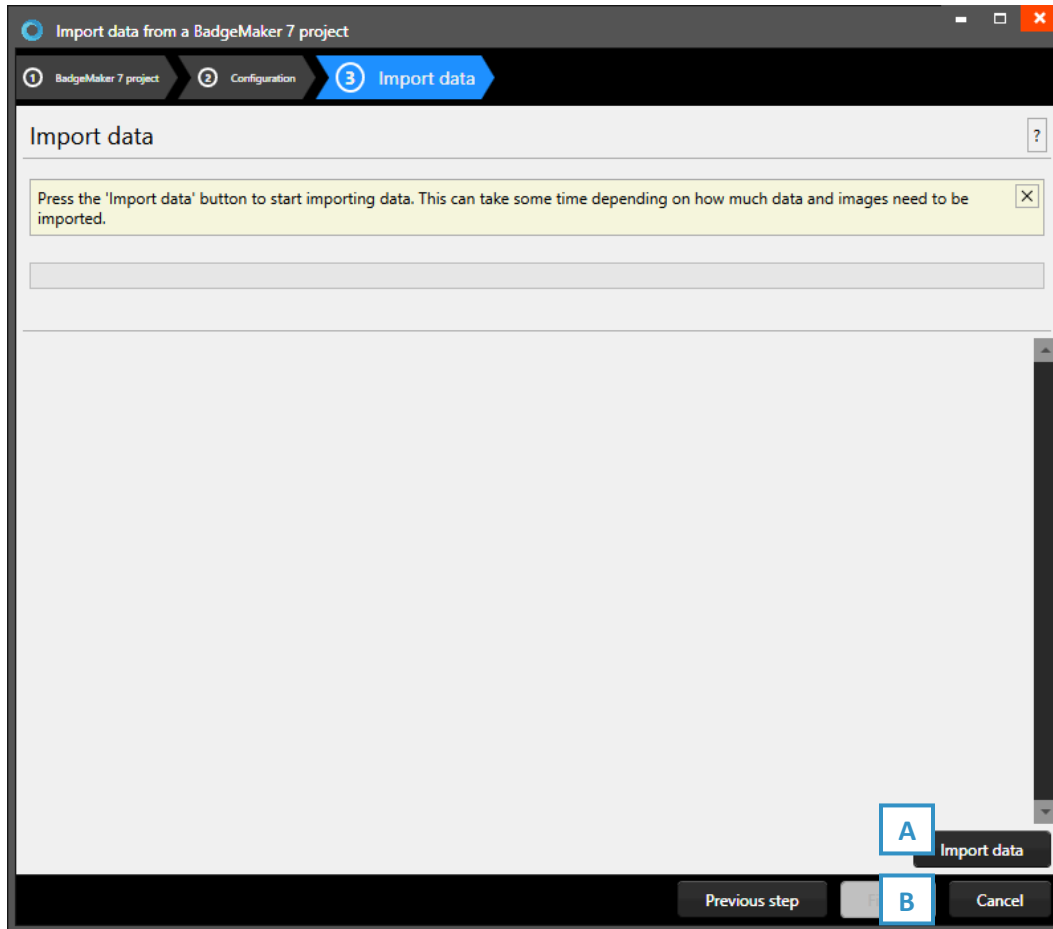 Import data from a BadgeMaker 7 project
1 BadgeMaker 7 project 2 Configuration 3 Import data
Import data ?
Press the 'Import data' button to start importing data. This can take some time depending on how much data and images need to be
imported.
A
Import data
Previous step B Cancel